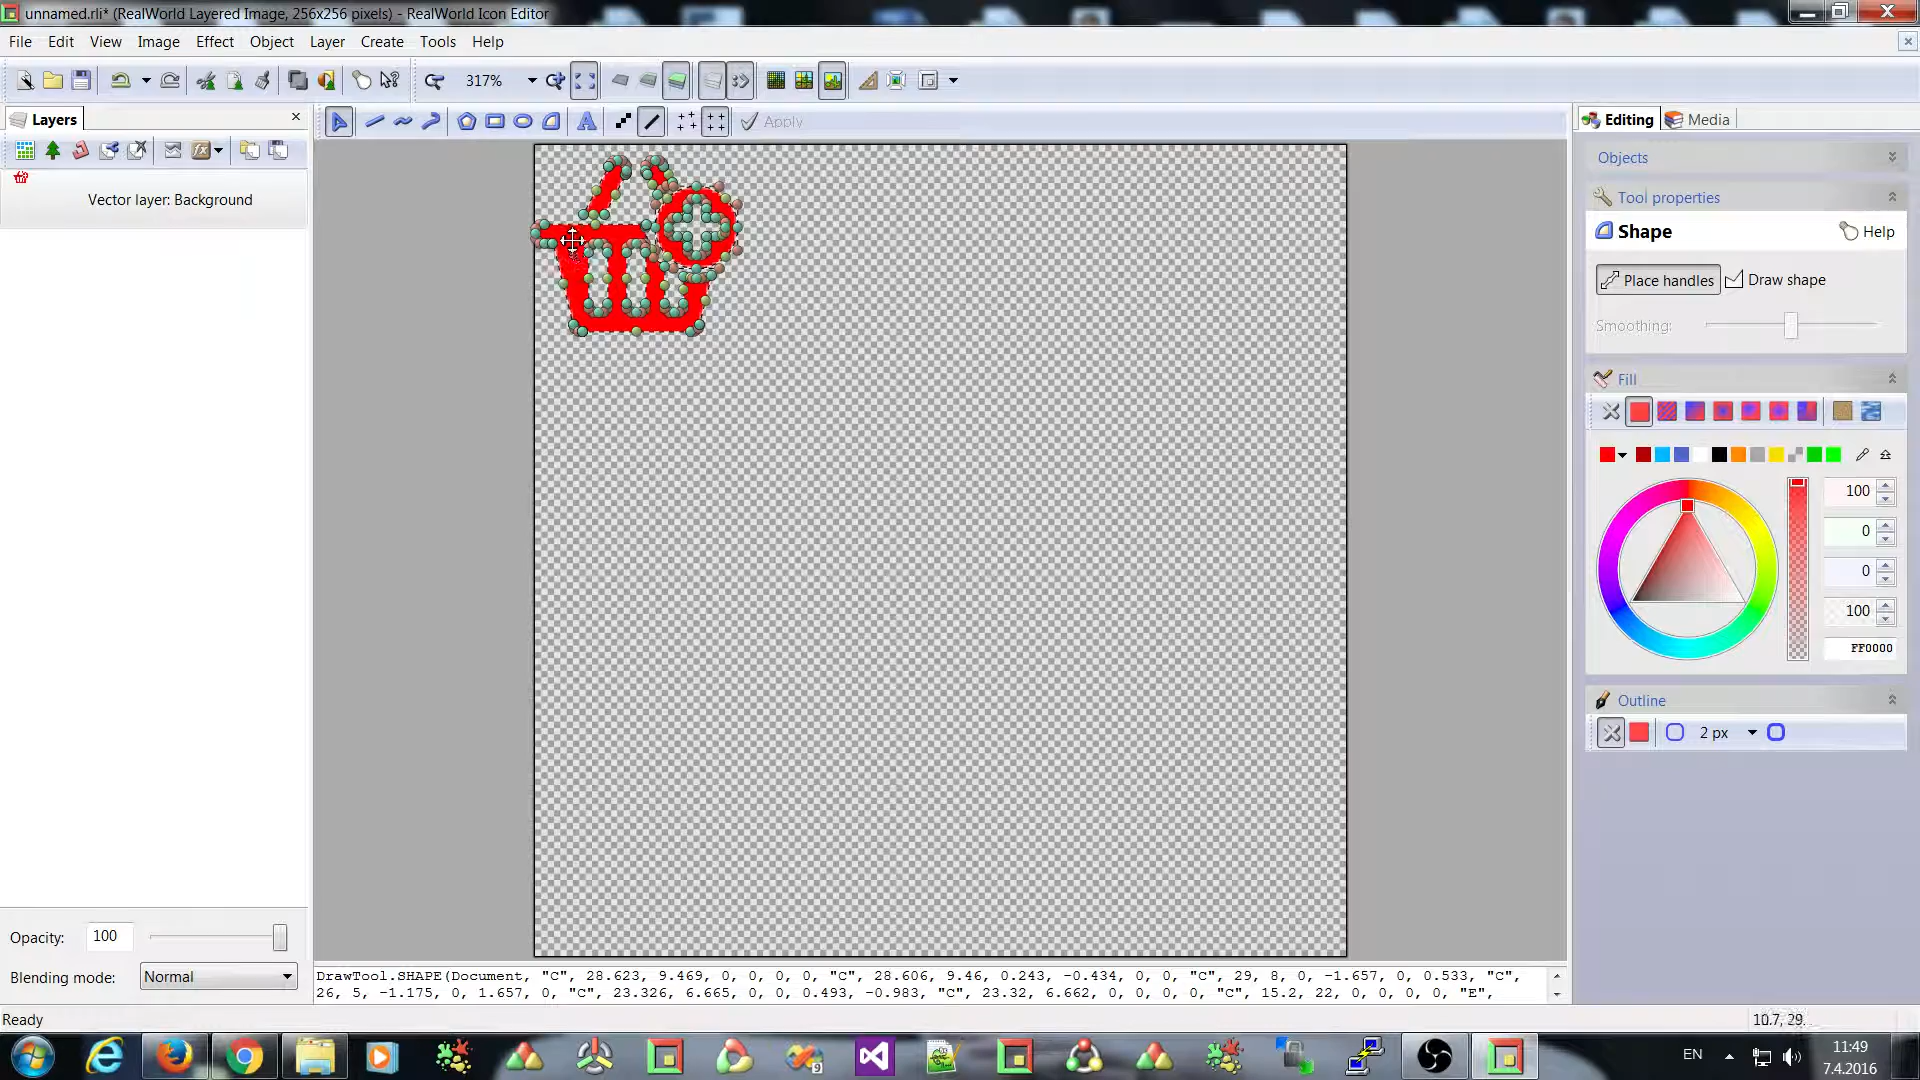 unnamed.rli* (RealWorld Layered Image, 256x256 pixels) - RealWorld Icon Editor
File Edit View Image Effect Object Layer Create Tools Help
317%
Layers
Apply
Editing Media
Vector layer: Background
Objects
Tool properties
Shape Help
Place handles Draw shape
Smoothing:
Fill
100
0
0
100
FF0000
Outline
2 px
Opacity: 100
Blending mode: Normal
DrawTool.SHAPE(Document, "C", 28.623, 9.469, 0, 0, 0, 0, "C", 28.606, 9.46, 0.243, -0.434, 0, 0, "C", 29, 8, 0, -1.657, 0, 0.533, "C",
26, 5, -1.175, 0, 1.657, 0, "C", 23.326, 6.665, 0, 0, 0.493, -0.983, "C", 23.32, 6.662, 0, 0, 0, 0, "C", 15.2, 22, 0, 0, 0, 0, "E",
Ready
10.7, 29.
EN
11:49
7.4.2016